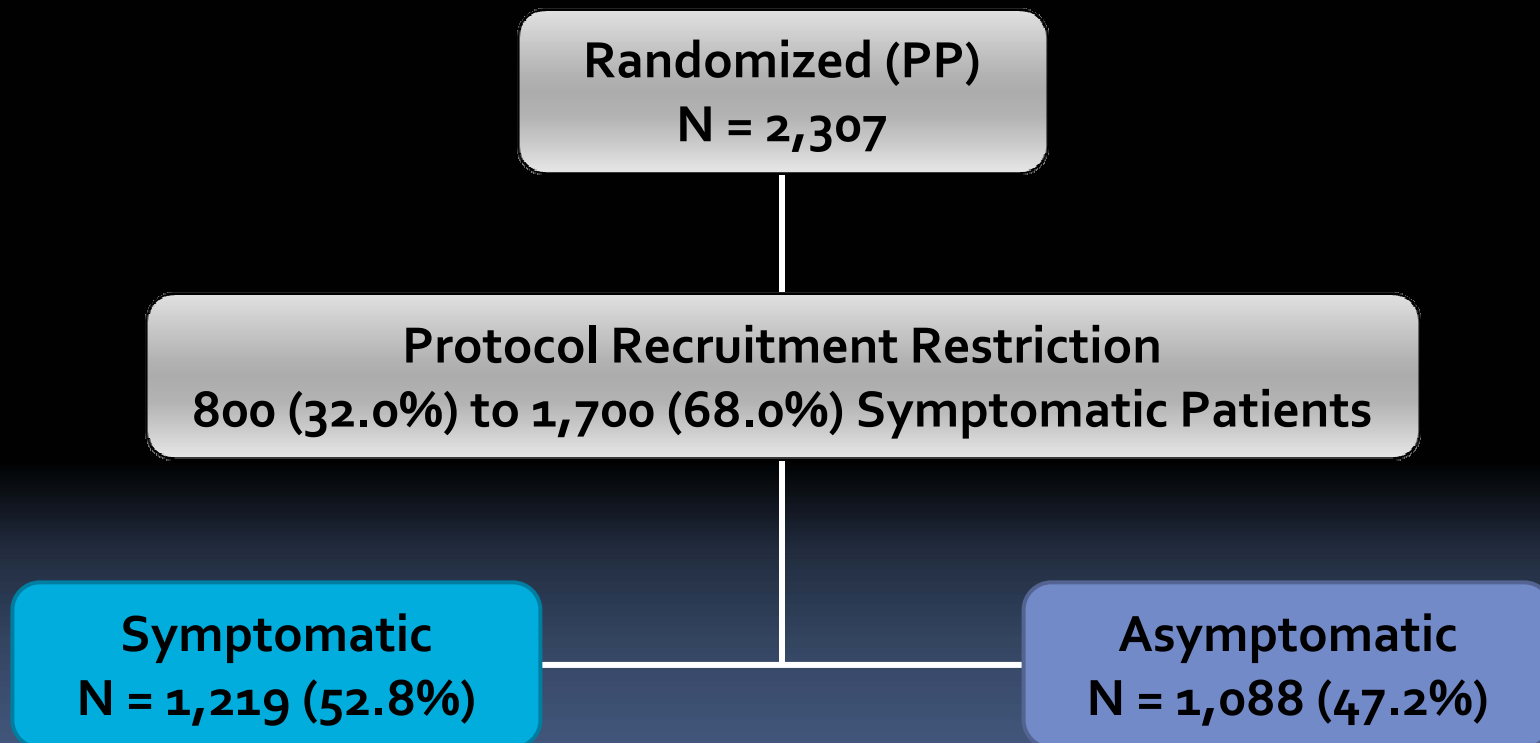 Randomized (PP)
N = 2,307
Protocol Recruitment Restriction
800 (32.0%) to 1,700 (68.0%) Symptomatic Patients
Symptomatic
N = 1,219 (52.8%)
Asymptomatic
N = 1,088 (47.2%)